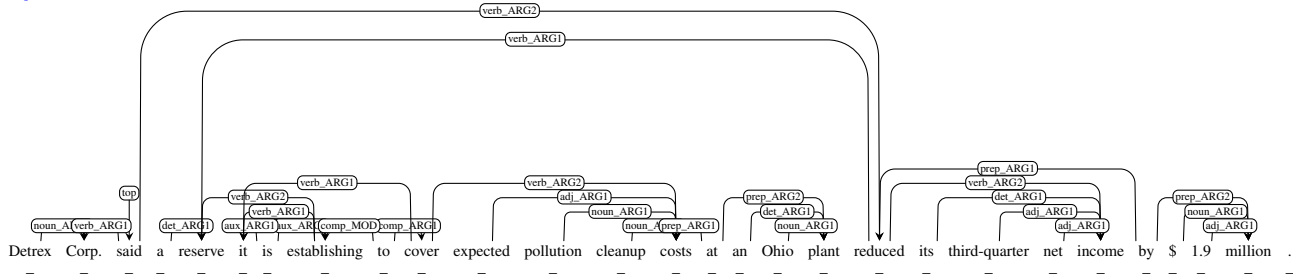 verb_ARG2
verb_ARG1
prep_ARG1
verb_ARG1 verb_ARG2 verb_ARG2
top verb_ARG2 adj_ARG1 prep_ARG2 det_ARG1 prep_ARG2
verb_ARG1 noun_ARG1 det_ARG1 adj_ARG1 noun_ARG1
verb_ARG1 det_ARG1 aux_ARG1 comp_MOD comp_ARG1 prep_ARG1 noun_ARG1 adj_ARG1 adj_ARG1
Detrex Corp. said a reserve it is establishing to cover expected pollution cleanup costs at an Ohio plant reduced its third-quarter net income by $ 1.9 million .
_ _ _ _ _ _ _ _ _ _ _ _ _ _ _ _ _ _ _ _ _ _ _ _ _ _ _ _